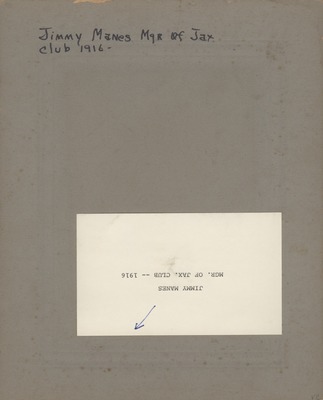 Jimmy Manes Mgr of Jax
club 1916-
JIMMY MANES
MGR. OF JAX. CLUB -- 1916